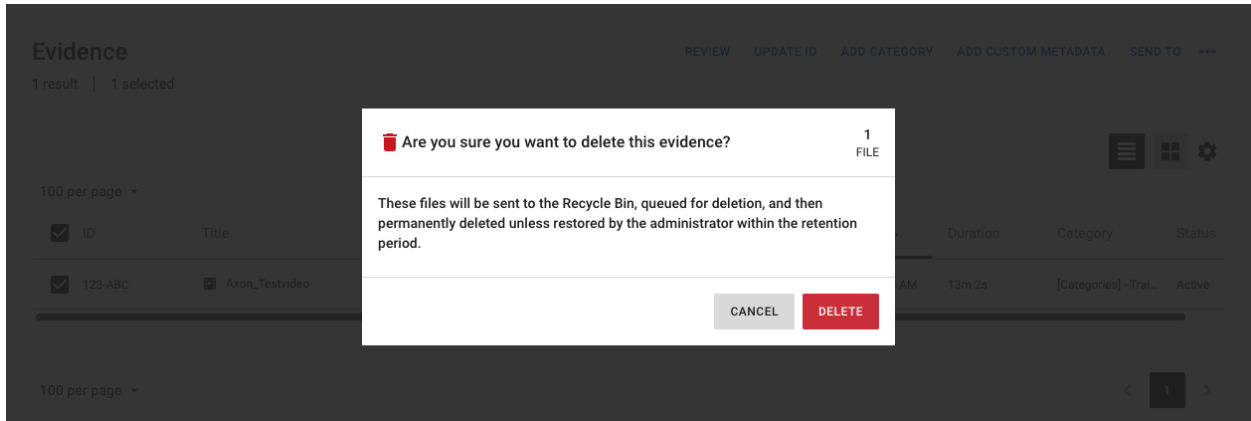 Evidence
REVIEW UPDATE ID ADD CATEGORY ADD CUSTOM METADATA SEND TO
1 result | 1 selected
Are you sure you want to delete this evidence?
1
FILE
100 per page
These files will be sent to the Recycle Bin, queued for deletion, and then
permanently deleted unless restored by the administrator within the retention
period.
ID Title Duration Category Status
123-ABC Axon_Testvideo AM 13m 2s [Categories] - Trai... Active
CANCEL DELETE
100 per page
< 1 >